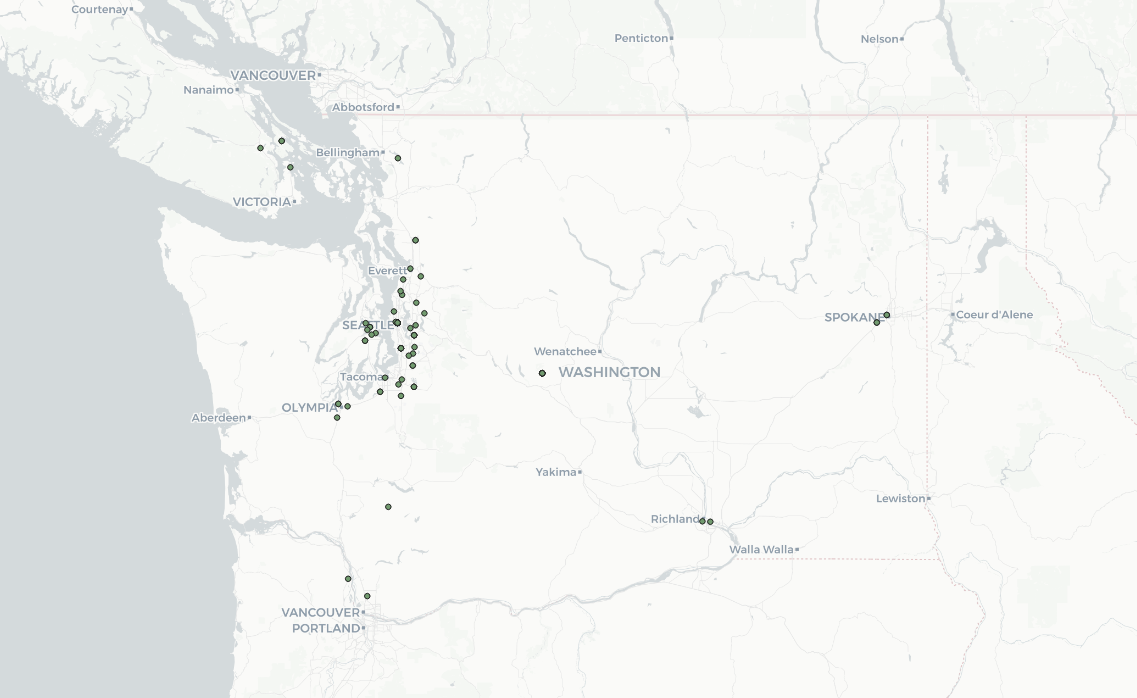 Courtenay
Penticton
Nelson
VANCOUVER
Nanaimo
Abbotsford
Bellingham
VICTORIA
Everett
SEATTLE
SPOKANE
Coeur d'Alene
Wenatchee
WASHINGTON
Tacoma
OLYMPIA
Aberdeen
Yakima
Lewiston
Richland
Walla Walla
VANCOUVER
PORTLAND